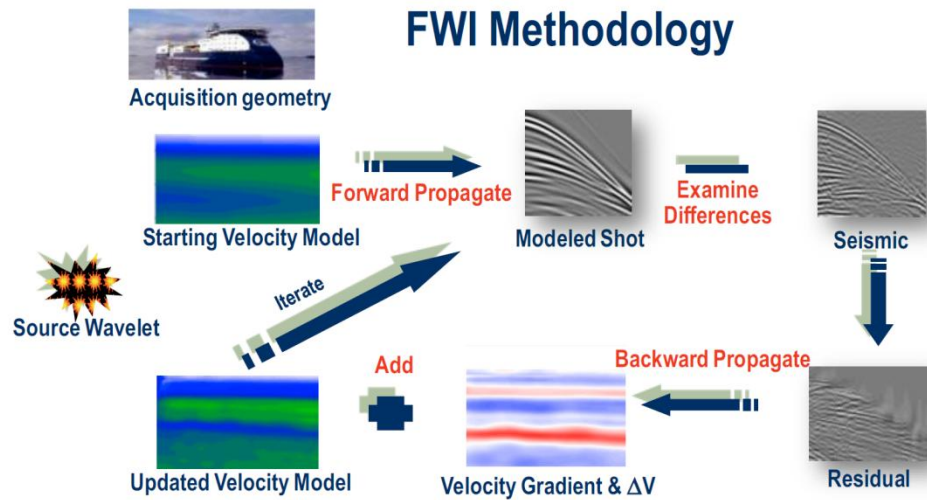 FWI Methodology
Acquisition geometry
Forward Propagate
Examine
Differences
Starting Velocity Model
Modeled Shot
Seismic
Source Wavelet
Iterate
Add
Backward Propagate
Updated Velocity Model
Velocity Gradient & ΔV
Residual